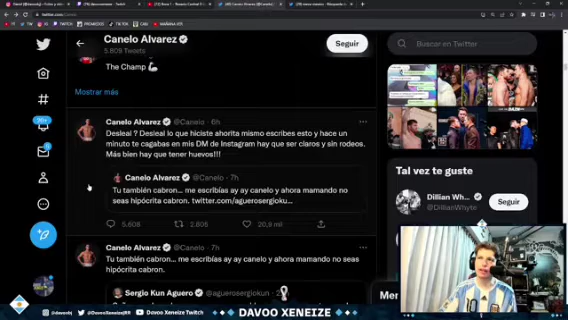 twitter.com/Canelo
Canelo Alvarez
5.809 Tweets
Seguir
Buscar en Twitter
The Champ
Mostrar más
Canelo Alvarez @Canelo · 6h
Desleal ? Desleal lo que hiciste ahorita mismo escribes esto y hace un
minuto te cagabas en mis DM de Instagram hay que ser claros y sin rodeos.
Más bien hay que tener huevos!!!
Canelo Alvarez @Canelo · 7h
Tu también cabron... me escribías ay ay canelo y ahora mamando no
seas hipócrita cabron. twitter.com/aguerosergioku...
5.608
2.805
20,9 mil
Canelo Alvarez @Canelo · 7h
Tu también cabron... me escribías ay ay canelo y ahora mamando no seas
hipócrita cabron.
Sergio Kun Aguero @aguerosergiokun
Tal vez te guste
Dillian Whyte
@DillianWhyte
Seguir
DAVOO XENEIZE
Davoo Xeneize Twitch